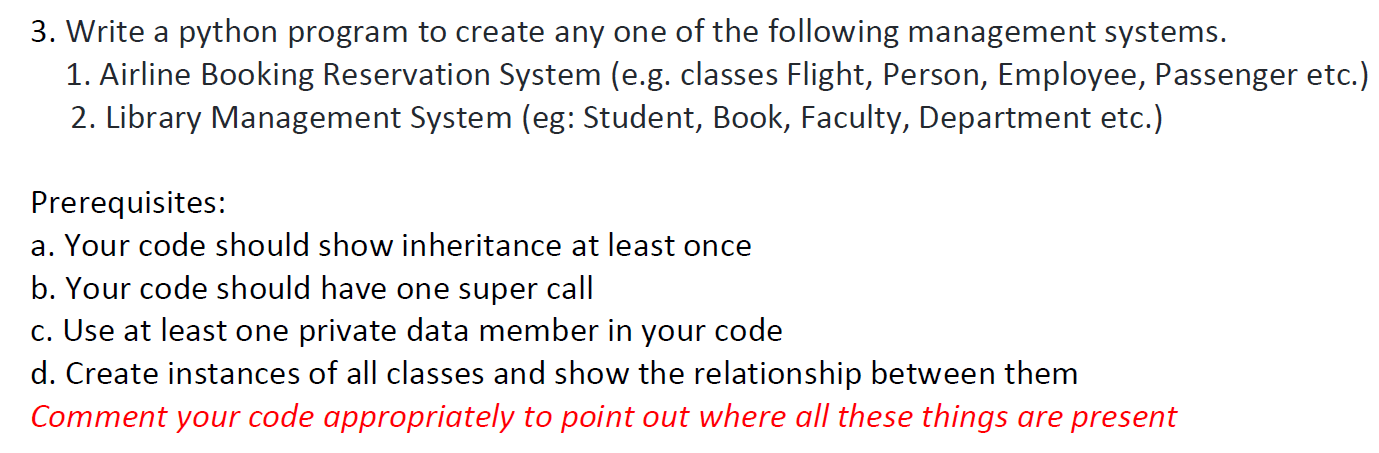 3. Write a python program to create any one of the following management systems.
1. Airline Booking Reservation System (e.g. classes Flight, Person, Employee, Passenger etc.)
2. Library Management System (eg: Student, Book, Faculty, Department etc.)
Prerequisites:
a. Your code should show inheritance at least once
b. Your code should have one super call
c. Use at least one private data member in your code
d. Create instances of all classes and show the relationship between them
Comment your code appropriately to point out where all these things are present